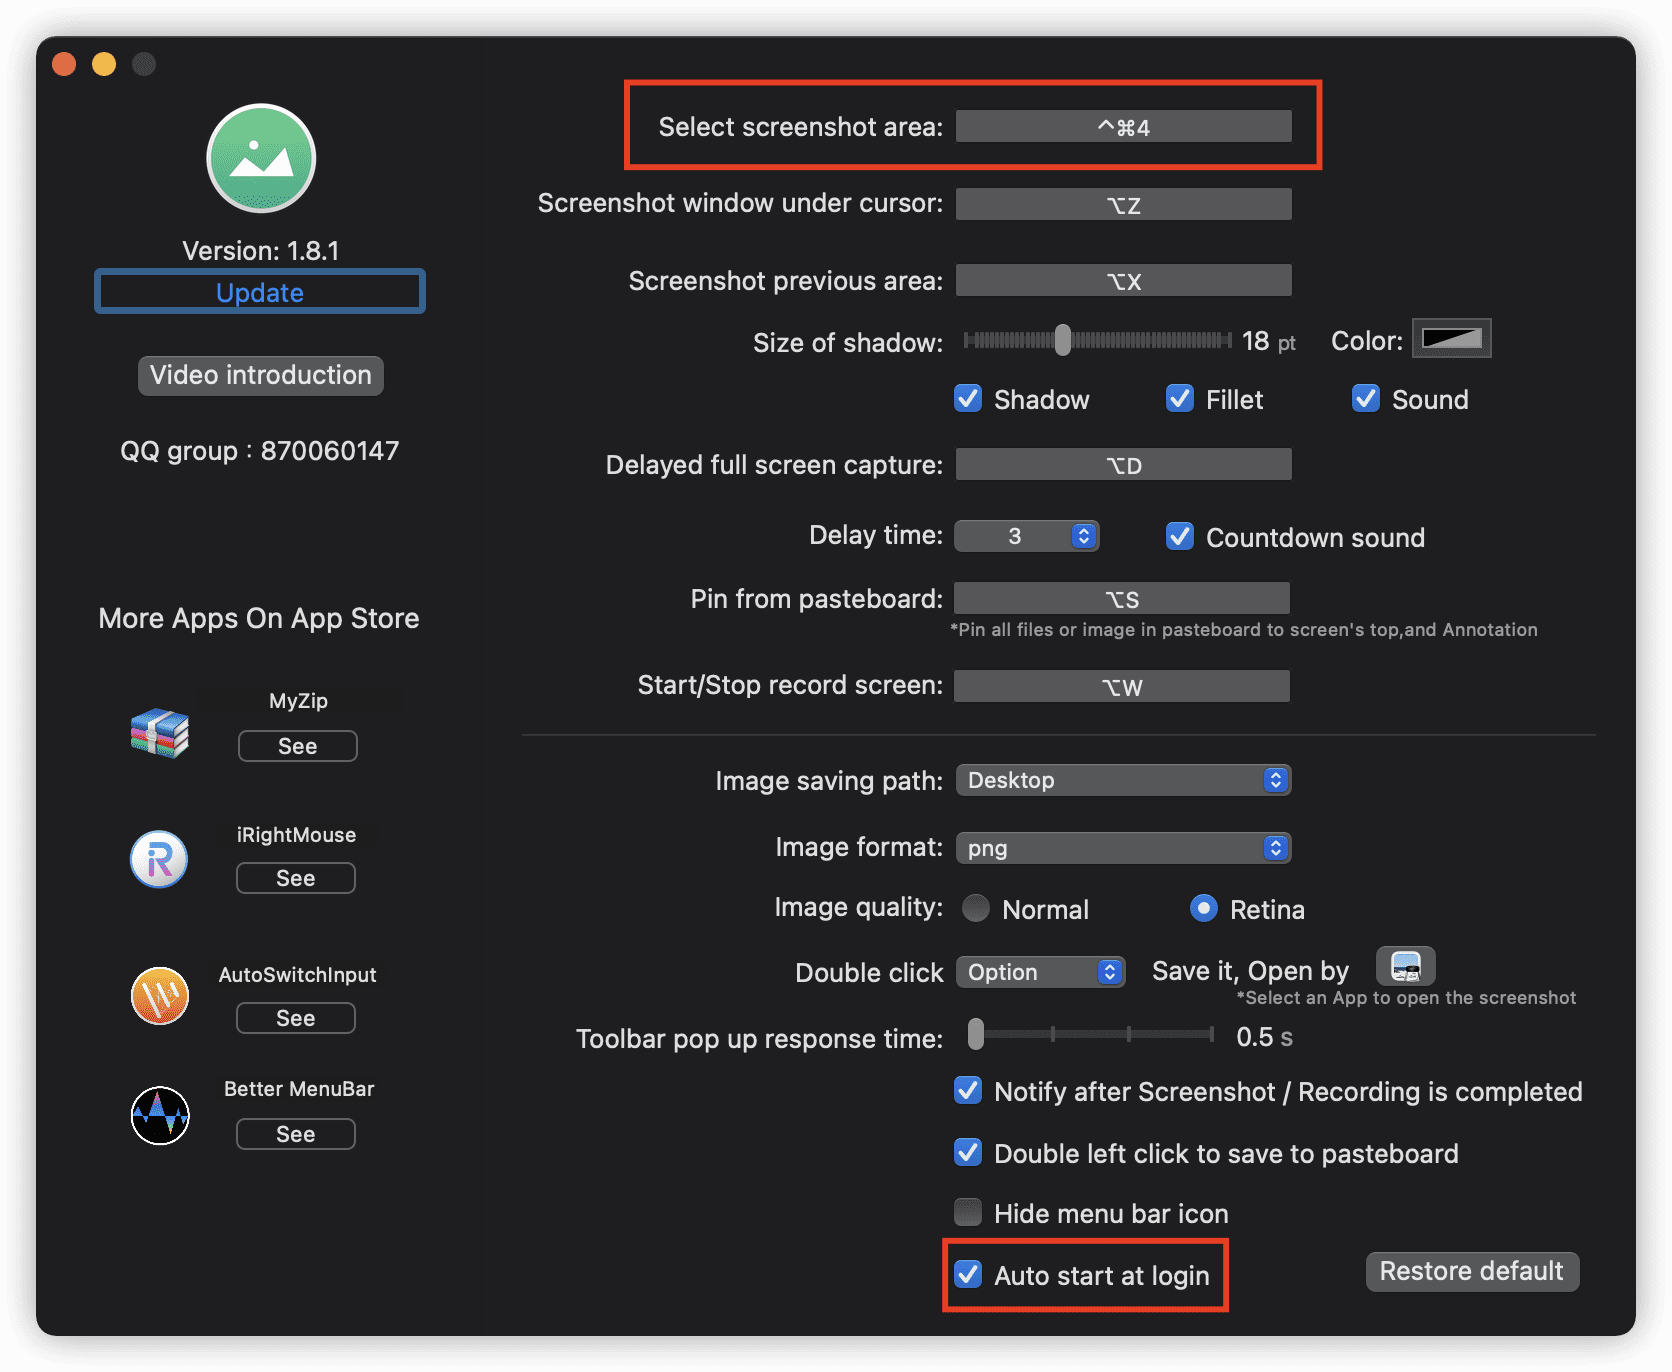 Version: 1.8.1
Update
Video introduction
QQ group : 870060147
More Apps On App Store
MyZip
See
iRightMouse
See
AutoSwitchInput
See
Better MenuBar
See
Select screenshot area: ^⌘4
Screenshot window under cursor: ⌥Z
Screenshot previous area: ⌥X
Size of shadow: 18 pt Color:
Shadow Fillet Sound
Delayed full screen capture: ⌥D
Delay time: 3 Countdown sound
Pin from pasteboard: ⌥S
*Pin all files or image in pasteboard to screen's top,and Annotation
Start/Stop record screen: ⌥W
Image saving path: Desktop
Image format: png
Image quality: Normal Retina
Double click Option Save it, Open by
*Select an App to open the screenshot
Toolbar pop up response time: 0.5 s
Notify after Screenshot / Recording is completed
Double left click to save to pasteboard
Hide menu bar icon
Auto start at login
Restore default